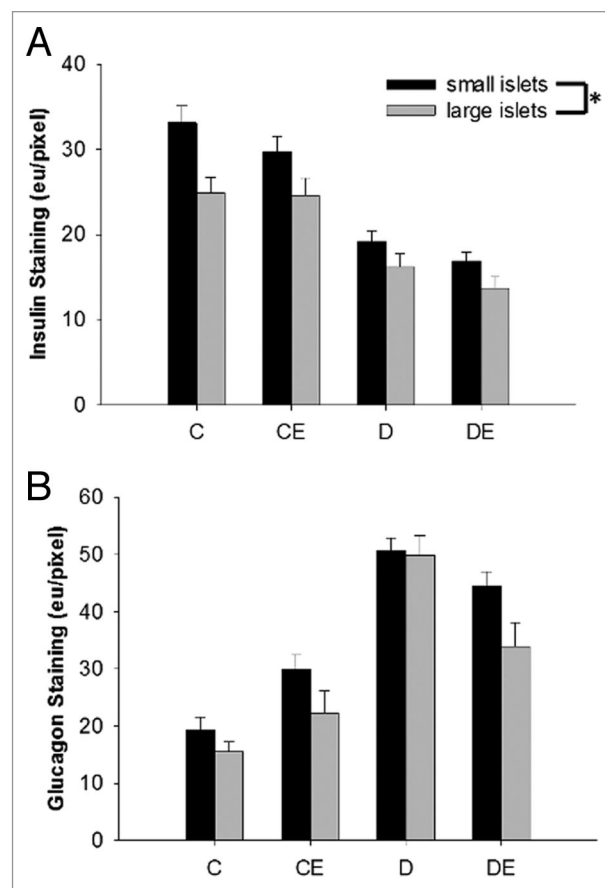 A
40
30
20
10
0
Insulin Staining (eu/pixel)
small islets
large islets
*
C CE D DE
B
60
50
40
30
20
10
0
Glucagon Staining (eu/pixel)
C CE D DE